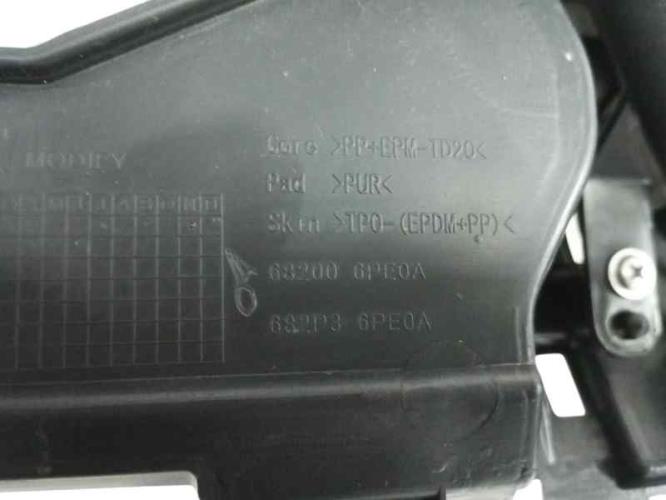 MODIFY
Core >PP+EPM-TD20<
Pad >PUR<
Skin >TPO-(EPDM+PP)<
68200 6PE0A
682P3 6PE0A